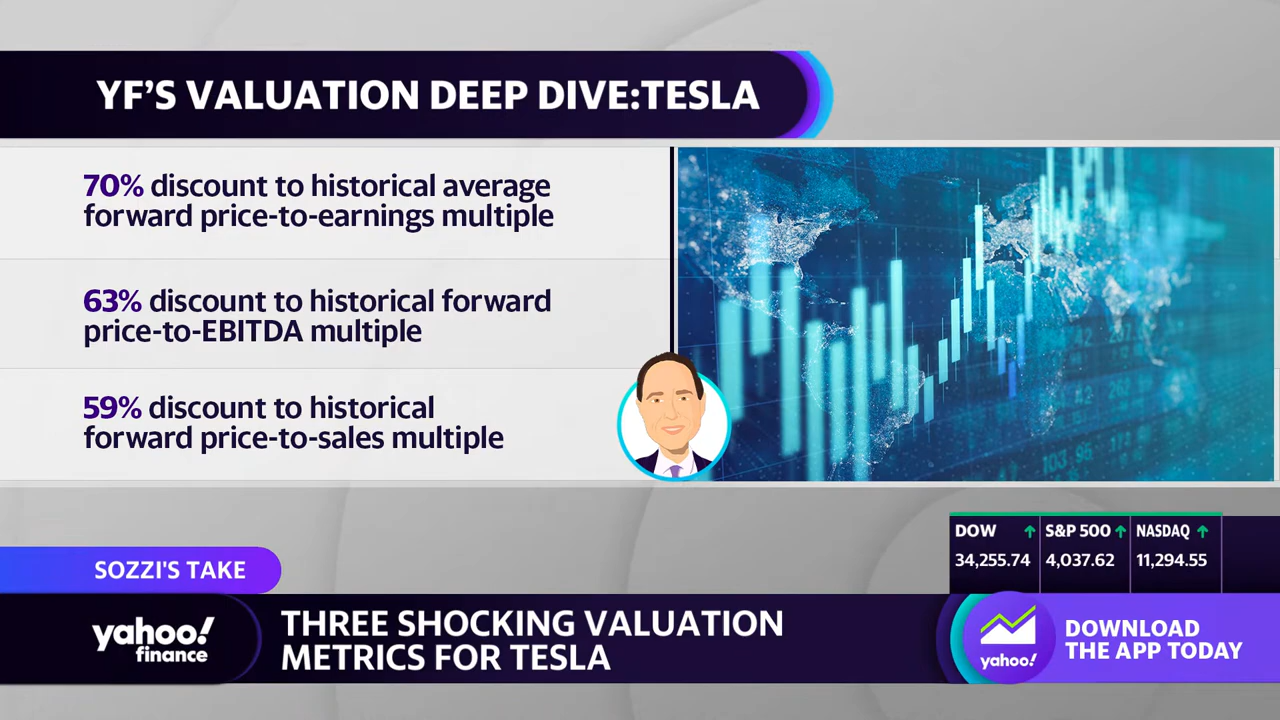 YF'S VALUATION DEEP DIVE:TESLA
70% discount to historical average
forward price-to-earnings multiple
63% discount to historical forward
price-to-EBITDA multiple
59% discount to historical
forward price-to-sales multiple
DOW
34,255.74
S&P 500
4,037.62
NASDAQ
11,294.55
SOZZI'S TAKE
yahoo!
finance
THREE SHOCKING VALUATION
METRICS FOR TESLA
yahoo!
DOWNLOAD
THE APP TODAY